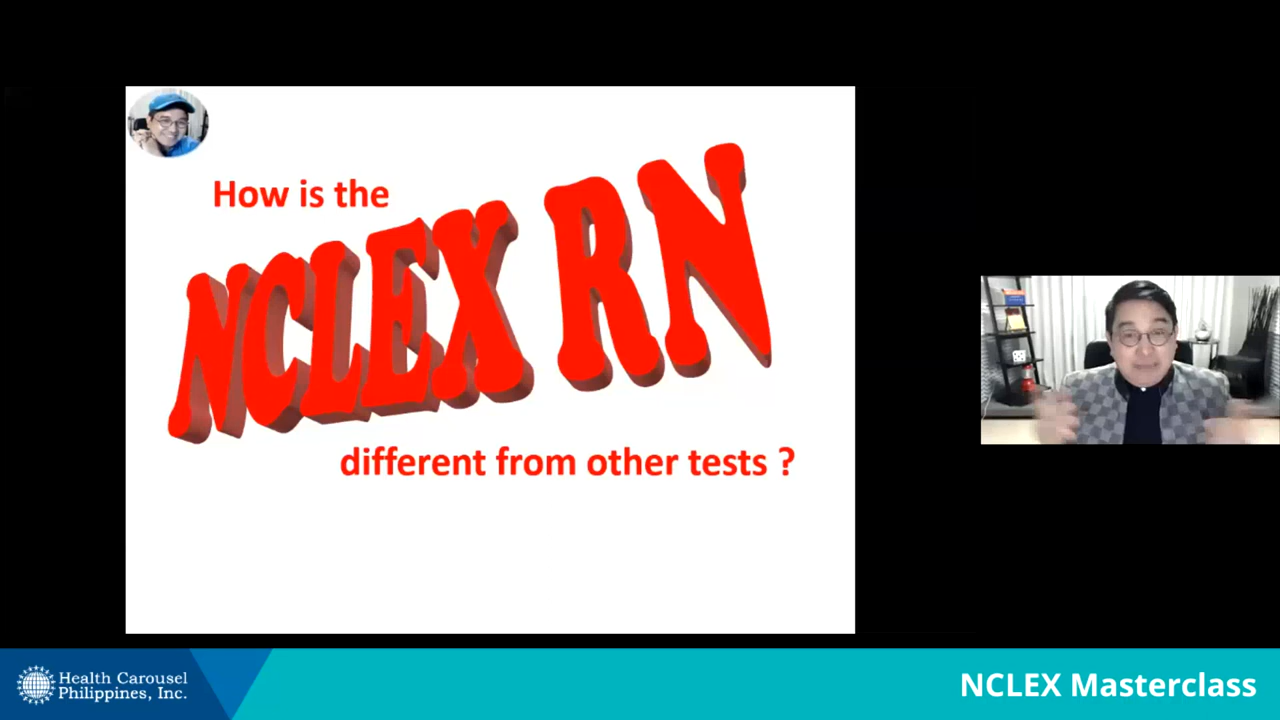 How is the
NCLEX RN
different from other tests ?
Health Carousel
Philippines, Inc.
NCLEX Masterclass